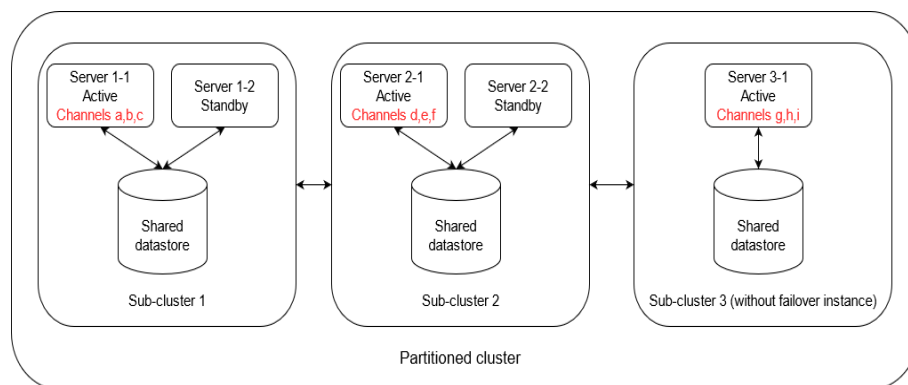 Server 1-1
Active
Channels a,b,c
Server 1-2
Standby
Shared
datastore
Sub-cluster 1
Server 2-1
Active
Channels d,e,f
Server 2-2
Standby
Shared
datastore
Sub-cluster 2
Server 3-1
Active
Channels g,h,i
Shared
datastore
Sub-cluster 3 (without failover instance)
Partitioned cluster